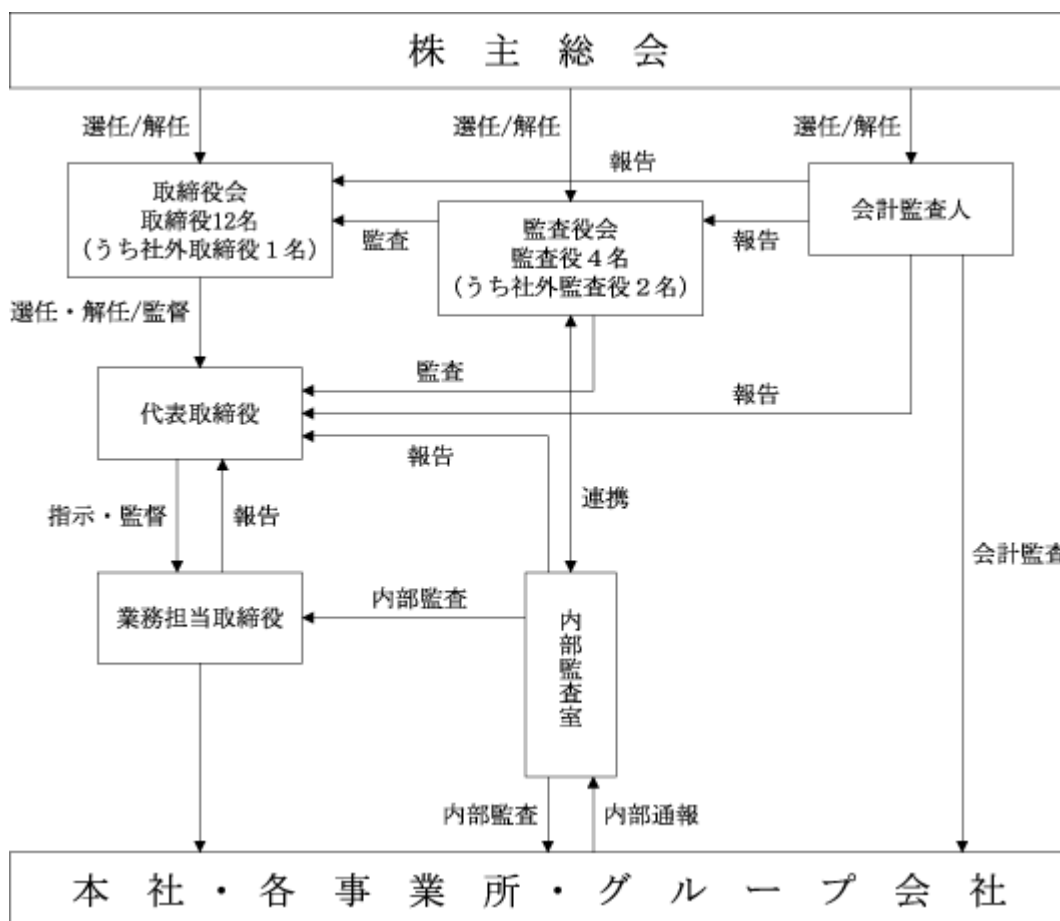 株主総会
選任/解任
選任/解任
選任/解任
報告
取締役会
取締役12名
(うち社外取締役1名)
監査
監査役会
監査役4名
(うち社外監査役2名)
報告
会計監査人
選任・解任/監督
監査
代表取締役
報告
報告
連携
指示・監督
報告
会計監査
内部監査
業務担当取締役
内部監査室
内部監査
内部通報
本社・各事業所・グループ会社